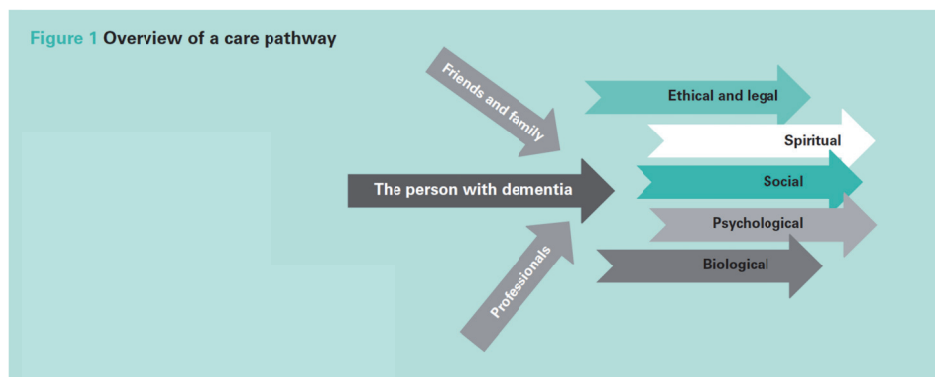 Figure 1 Overview of a care pathway
Friends and family
The person with dementia
Professionals
Ethical and legal
Spiritual
Social
Psychological
Biological